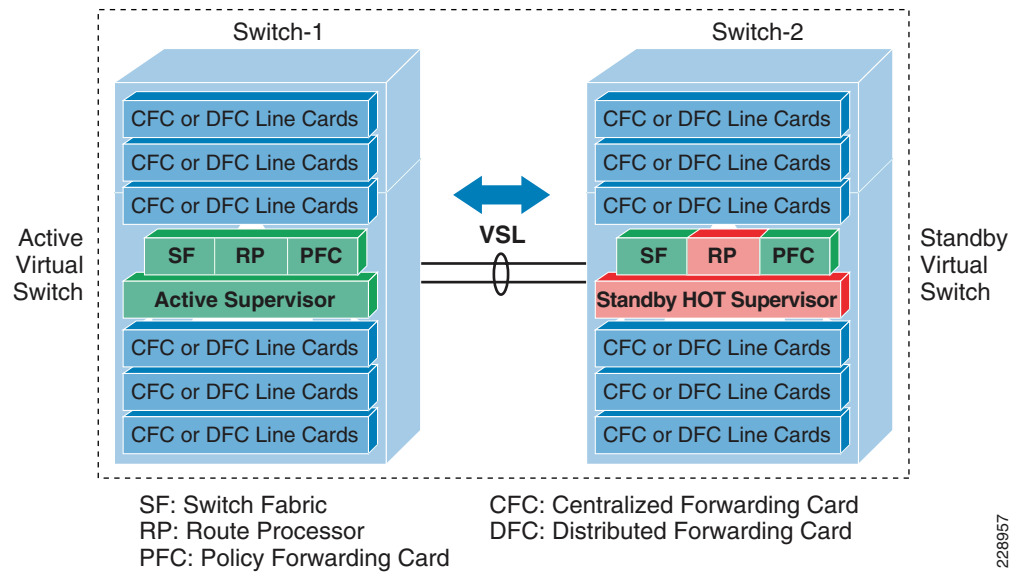 Switch-1
Switch-2
CFC or DFC Line Cards
CFC or DFC Line Cards
CFC or DFC Line Cards
CFC or DFC Line Cards
CFC or DFC Line Cards
CFC or DFC Line Cards
VSL
Active
Virtual
Switch
SF RP PFC
Active Supervisor
SF RP PFC
Standby HOT Supervisor
Standby
Virtual
Switch
CFC or DFC Line Cards
CFC or DFC Line Cards
CFC or DFC Line Cards
CFC or DFC Line Cards
CFC or DFC Line Cards
CFC or DFC Line Cards
SF: Switch Fabric
RP: Route Processor
PFC: Policy Forwarding Card
CFC: Centralized Forwarding Card
DFC: Distributed Forwarding Card
228957